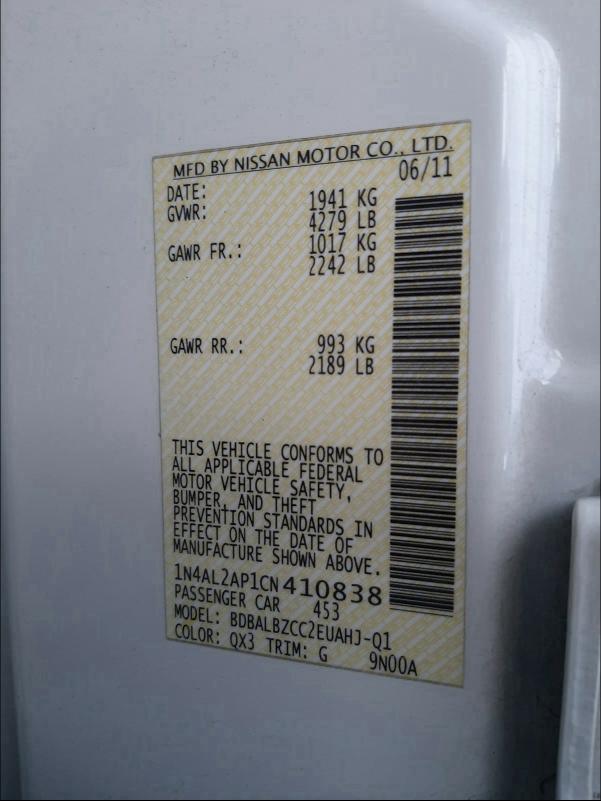 MFD BY NISSAN MOTOR CO., LTD.
DATE: 06/11
GVWR: 1941 KG
4279 LB
GAWR FR.: 1017 KG
2242 LB
GAWR RR.: 993 KG
2189 LB
THIS VEHICLE CONFORMS TO
ALL APPLICABLE FEDERAL
MOTOR VEHICLE SAFETY,
BUMPER, AND THEFT
PREVENTION STANDARDS IN
EFFECT ON THE DATE OF
MANUFACTURE SHOWN ABOVE.
1N4AL2AP1CN410838
PASSENGER CAR 453
MODEL: BDBALBZCC2EUAHJ-Q1
COLOR: QX3 TRIM: G 9N00A